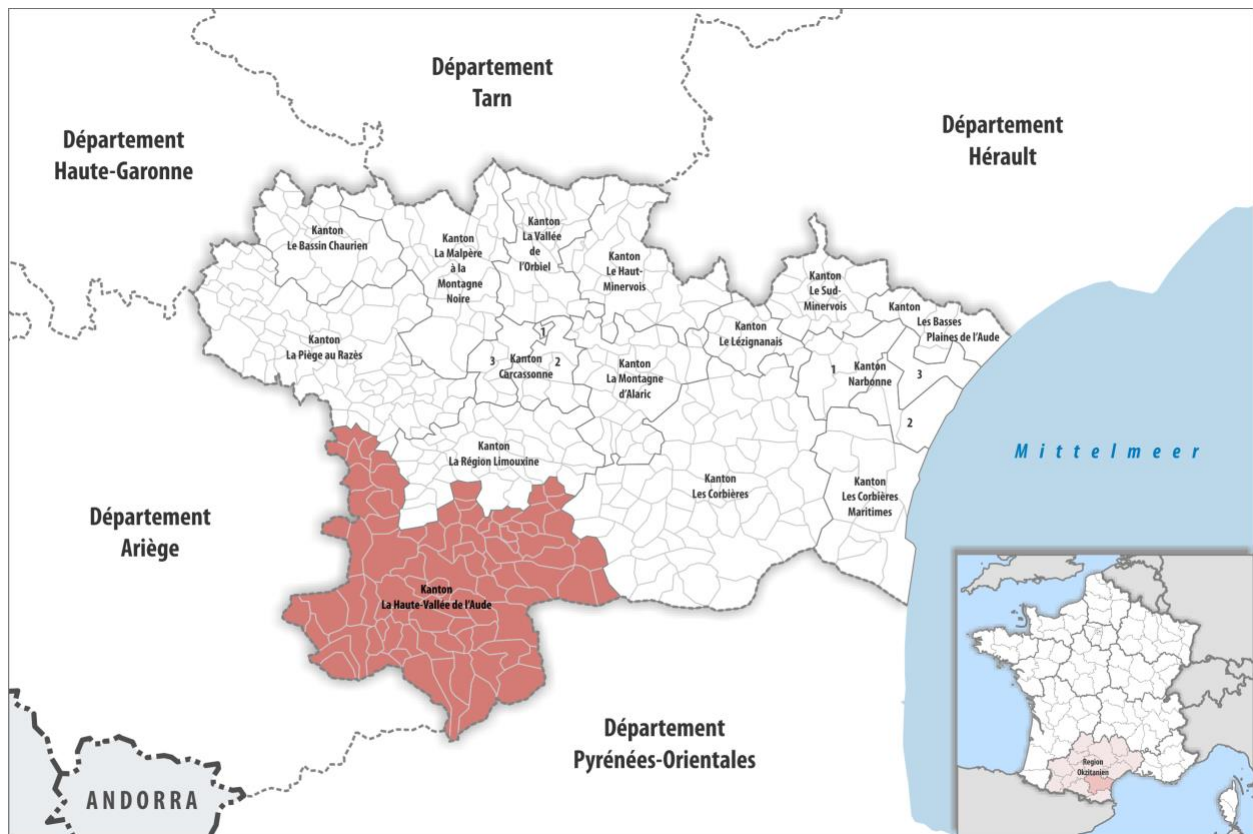 Département
Tarn
Département
Haute-Garonne
Département
Hérault
Kanton
Le Bassin Chaurien
Kanton
La Malpère
à la
Montagne
Noire
Kanton
La Vallée
de
l'Orbiel
Kanton
Le Haut-
Minervois
Kanton
Le Sud-
Minervois
Kanton
Les Basses
Plaines de l'Aude
Kanton
La Piège au Razès
1
3
Kanton
Carcassonne
2
Kanton
La Montagne
d'Alaric
Kanton
Le Lézignanais
1
Kanton
Narbonne
3
2
Kanton
La Région Limouxine
Kanton
Les Corbières
Kanton
Les Corbières
Maritimes
Mittelmeer
Département
Ariège
Kanton
La Haute-Vallée de l'Aude
Département
Pyrénées-Orientales
ANDORRA
Region
Okzitanien